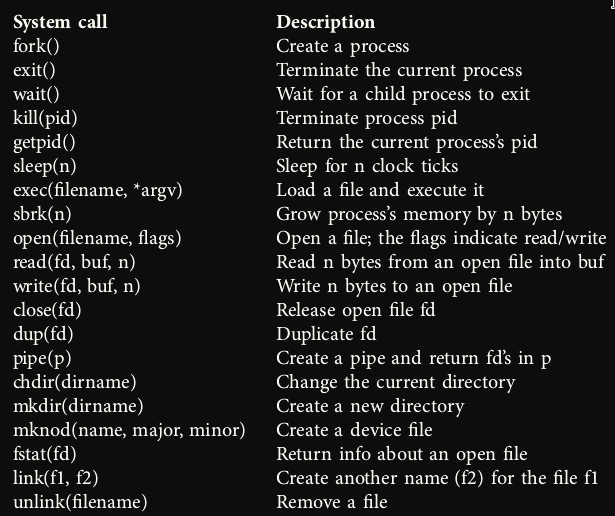 System call Description
fork() Create a process
exit() Terminate the current process
wait() Wait for a child process to exit
kill(pid) Terminate process pid
getpid() Return the current process’s pid
sleep(n) Sleep for n clock ticks
exec(filename, *argv) Load a file and execute it
sbrk(n) Grow process’s memory by n bytes
open(filename, flags) Open a file; the flags indicate read/write
read(fd, buf, n) Read n bytes from an open file into buf
write(fd, buf, n) Write n bytes to an open file
close(fd) Release open file fd
dup(fd) Duplicate fd
pipe(p) Create a pipe and return fd’s in p
chdir(dirname) Change the current directory
mkdir(dirname) Create a new directory
mknod(name, major, minor) Create a device file
fstat(fd) Return info about an open file
link(f1, f2) Create another name (f2) for the file f1
unlink(filename) Remove a file